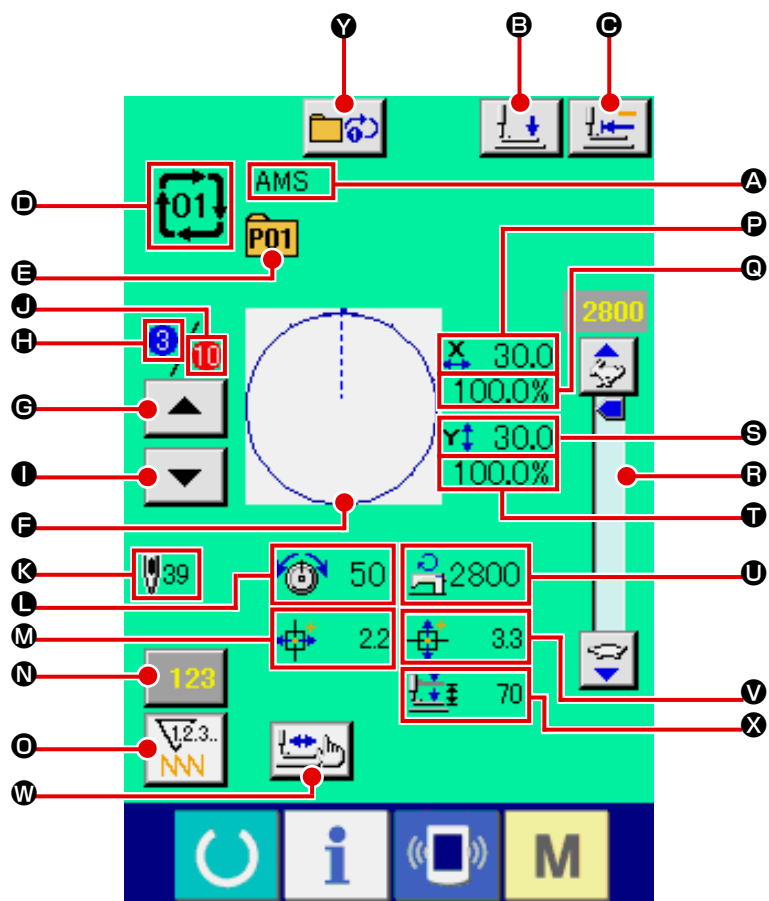 Y B C
AMS A
D 01 P
E P01 Q
J 2800
H 3 / 10 X 30.0
100.0%
G Y 30.0 S
I 100.0% R
F T
K 39 50 2800 U
L
M 2.2 3.3
N 123 70 V
O 1.2.3.. X
W
i M